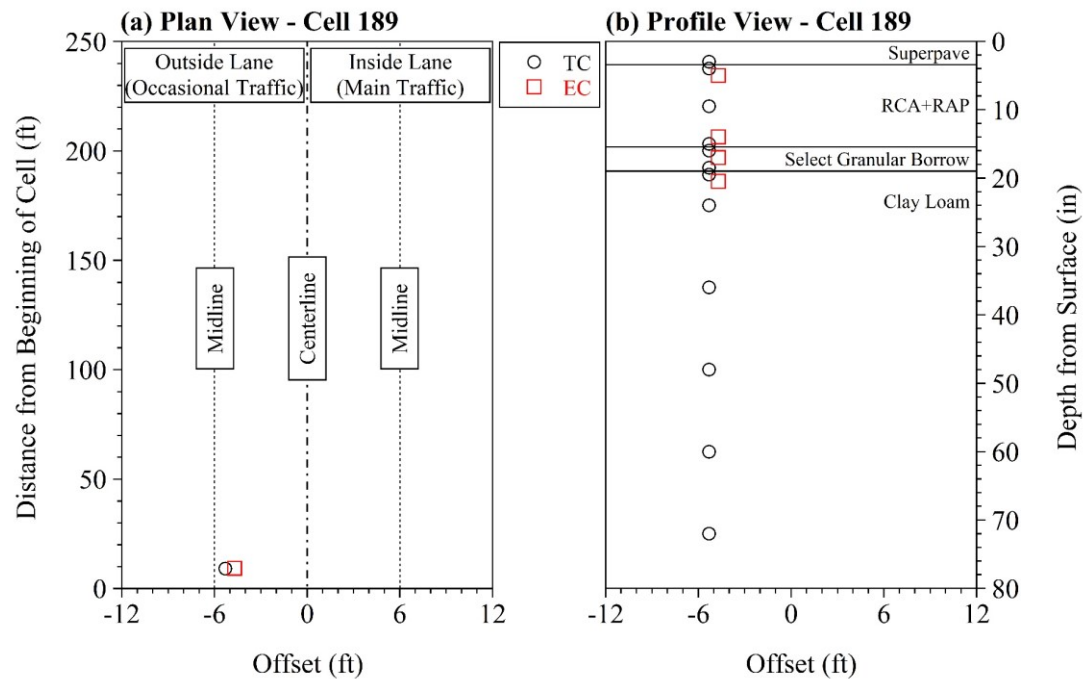 (a) Plan View - Cell 189
250
200
150
100
50
0
Distance from Beginning of Cell (ft)
Outside Lane
(Occasional Traffic)
Inside Lane
(Main Traffic)
Midline
Centerline
Midline
-12
-6
0
6
12
Offset (ft)
TC
EC
(b) Profile View - Cell 189
Superpave
RCA+RAP
Select Granular Borrow
Clay Loam
0
10
20
30
40
50
60
70
80
Depth from Surface (in)
-12
-6
0
6
12
Offset (ft)